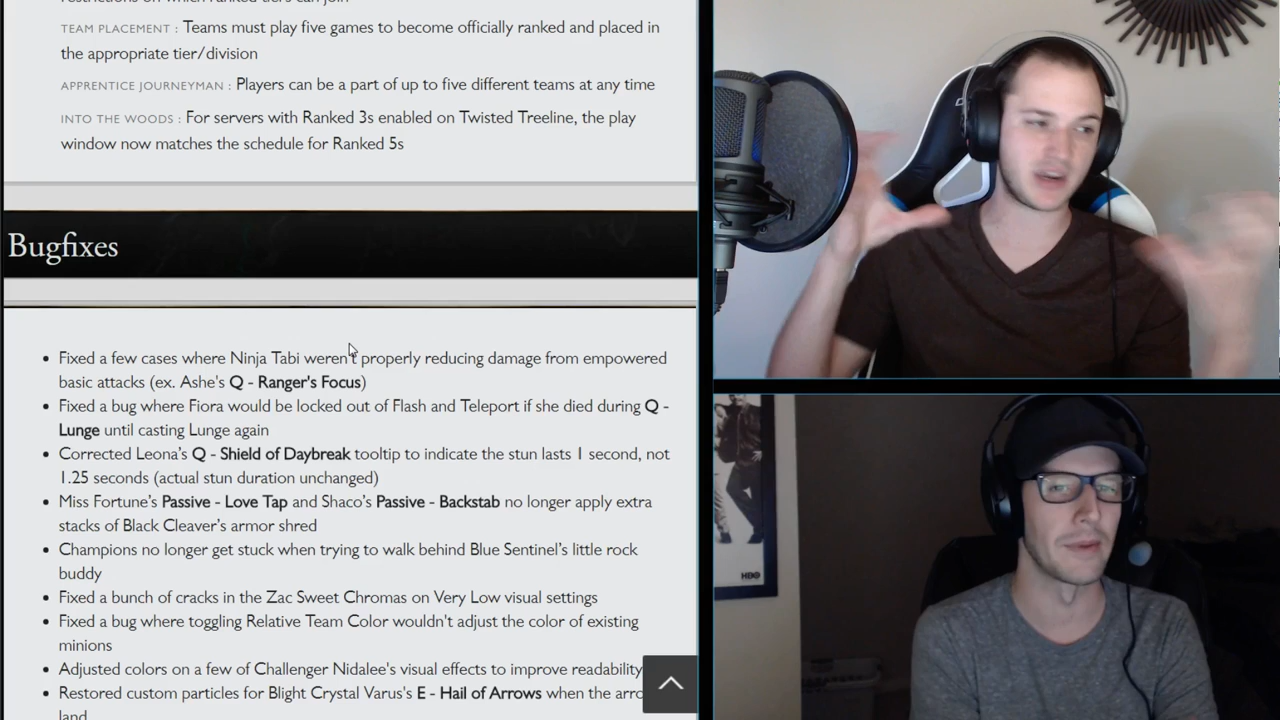 TEAM PLACEMENT : Teams must play five games to become officially ranked and placed in
the appropriate tier/division
APPRENTICE JOURNEYMAN : Players can be a part of up to five different teams at any time
INTO THE WOODS : For servers with Ranked 3s enabled on Twisted Treeline, the play
window now matches the schedule for Ranked 5s
Bugfixes
Fixed a few cases where Ninja Tabi weren't properly reducing damage from empowered
basic attacks (ex. Ashe's Q - Ranger's Focus)
Fixed a bug where Fiora would be locked out of Flash and Teleport if she died during Q -
Lunge until casting Lunge again
Corrected Leona's Q - Shield of Daybreak tooltip to indicate the stun lasts 1 second, not
1.25 seconds (actual stun duration unchanged)
Miss Fortune's Passive - Love Tap and Shaco's Passive - Backstab no longer apply extra
stacks of Black Cleaver's armor shred
Champions no longer get stuck when trying to walk behind Blue Sentinel's little rock
buddy
Fixed a bunch of cracks in the Zac Sweet Chromas on Very Low visual settings
Fixed a bug where toggling Relative Team Color wouldn't adjust the color of existing
minions
Adjusted colors on a few of Challenger Nidalee's visual effects to improve readability
Restored custom particles for Blight Crystal Varus's E - Hail of Arrows when the arro
land
HBO